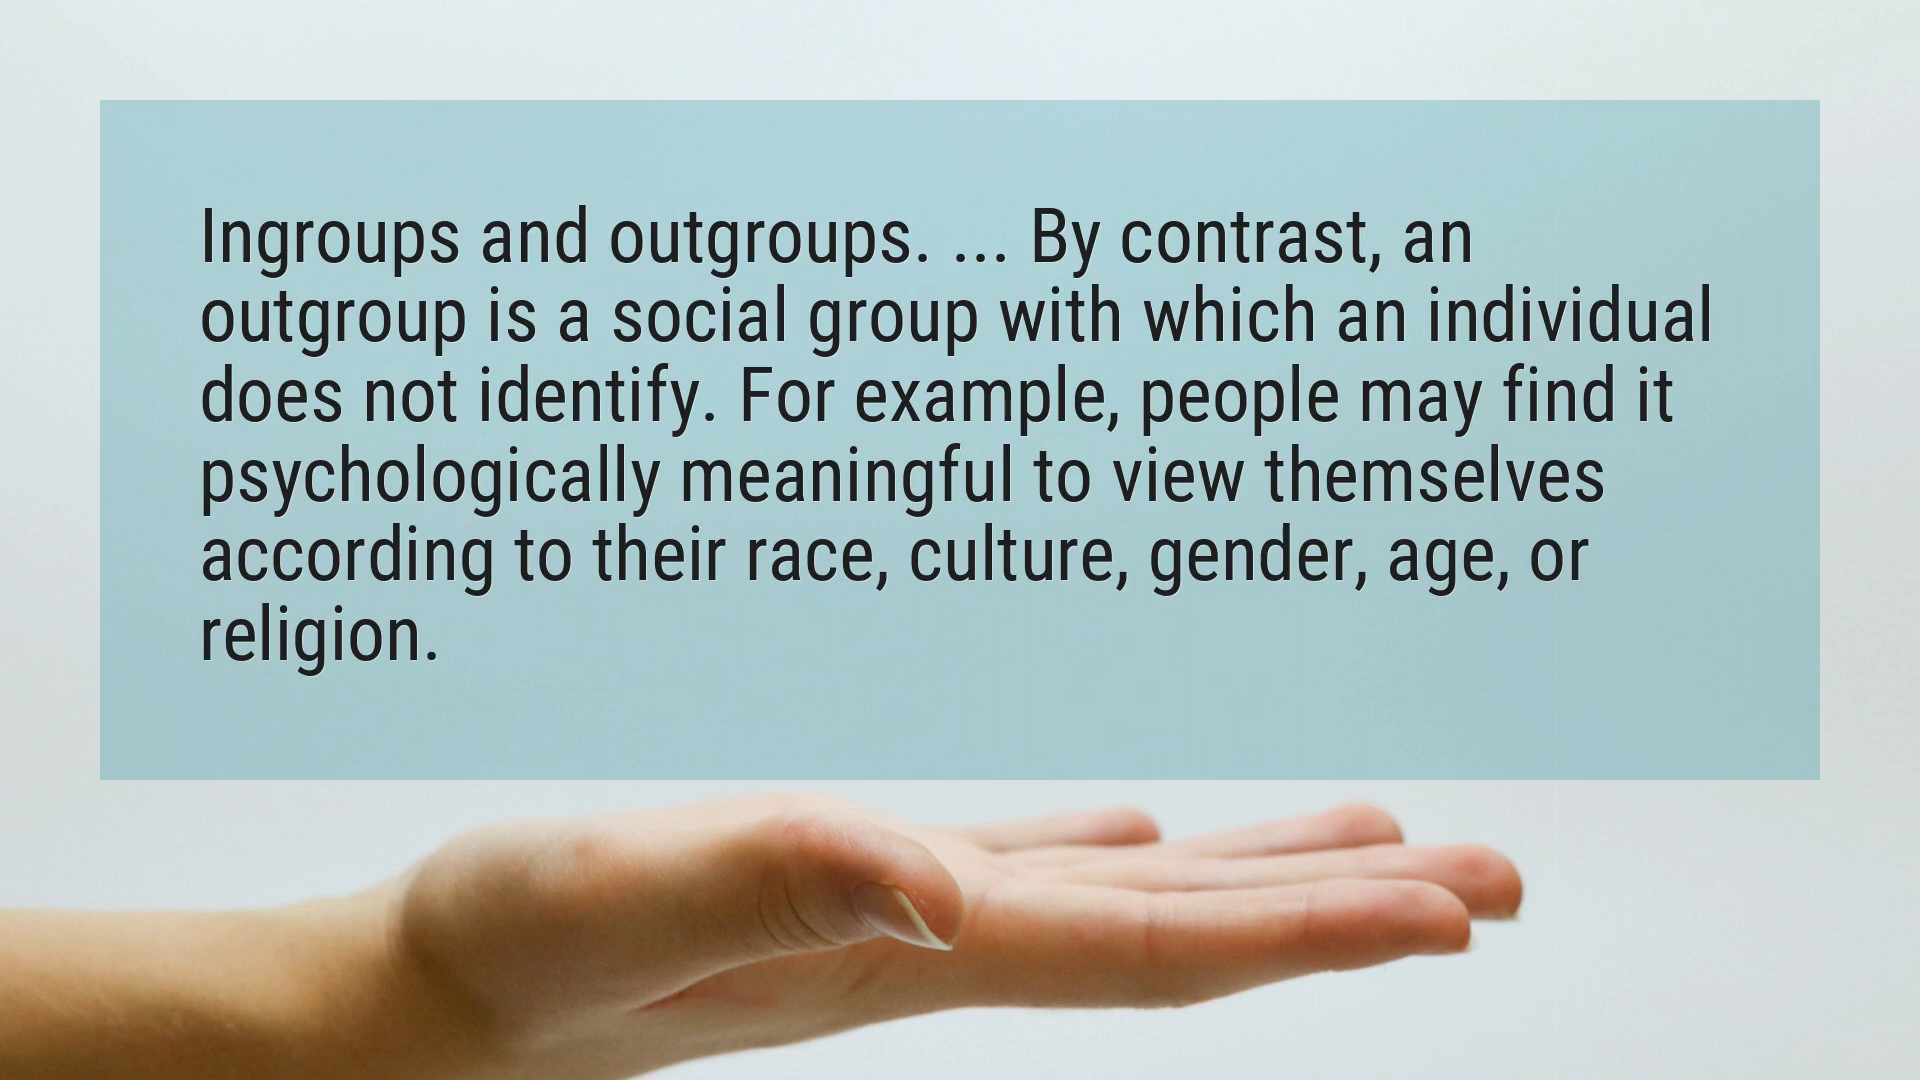 Ingroups and outgroups. ... By contrast, an
outgroup is a social group with which an individual
does not identify. For example, people may find it
psychologically meaningful to view themselves
according to their race, culture, gender, age, or
religion.